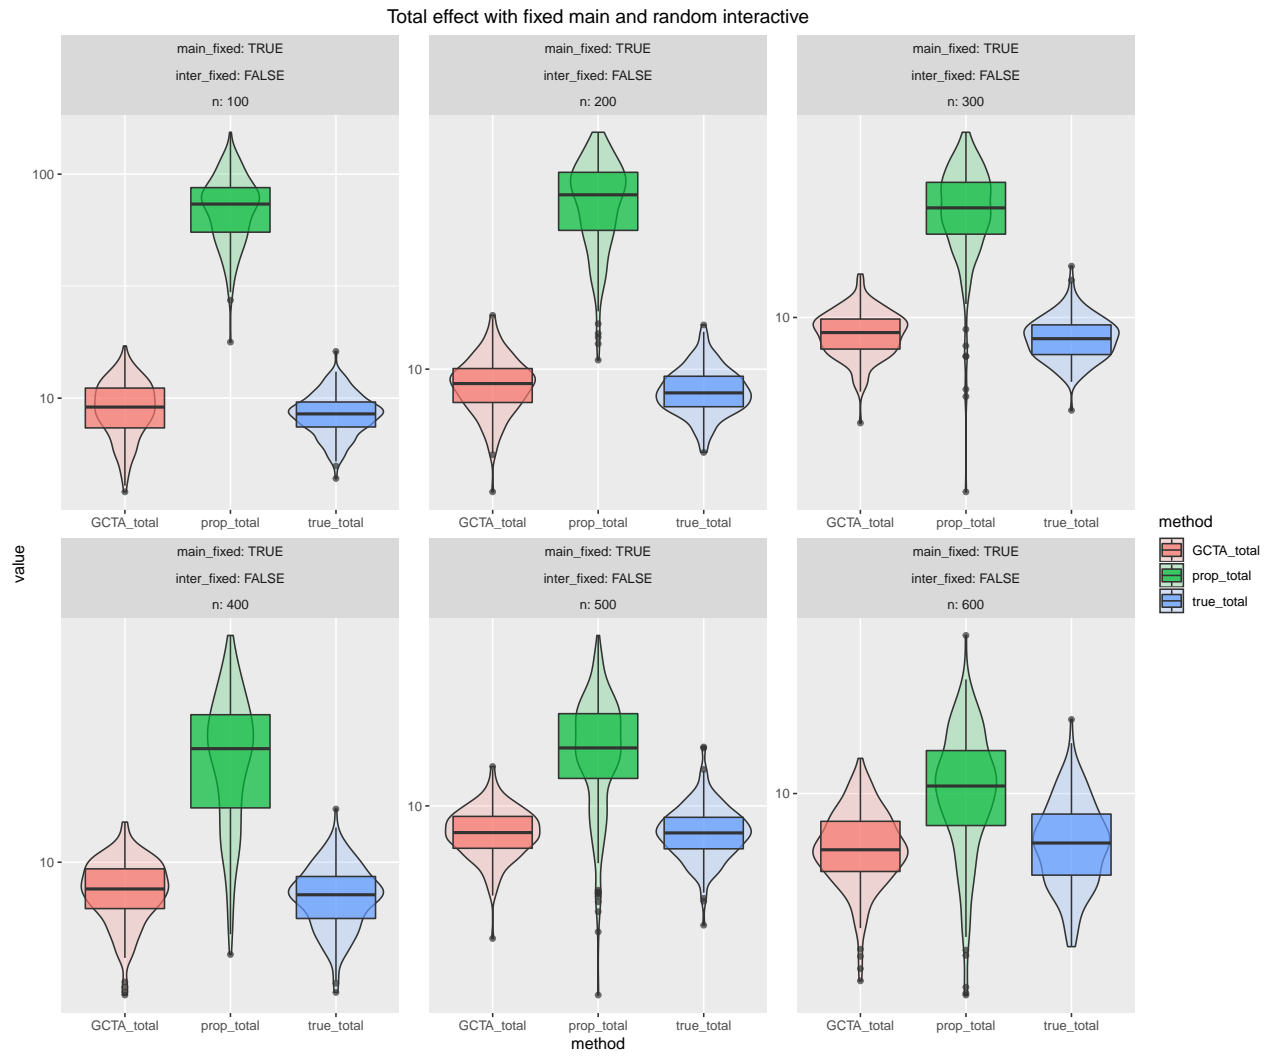 Total effect with fixed main and random interactive
main_fixed: TRUE
inter_fixed: FALSE
n: 100
main_fixed: TRUE
inter_fixed: FALSE
n: 200
main_fixed: TRUE
inter_fixed: FALSE
n: 300
100
10
GCTA_total
prop_total
true_total
10
GCTA_total
prop_total
true_total
10
GCTA_total
prop_total
true_total
main_fixed: TRUE
inter_fixed: FALSE
n: 400
main_fixed: TRUE
inter_fixed: FALSE
n: 500
main_fixed: TRUE
inter_fixed: FALSE
n: 600
10
GCTA_total
prop_total
true_total
10
GCTA_total
prop_total
true_total
10
GCTA_total
prop_total
true_total
value
method
method
GCTA_total
prop_total
true_total